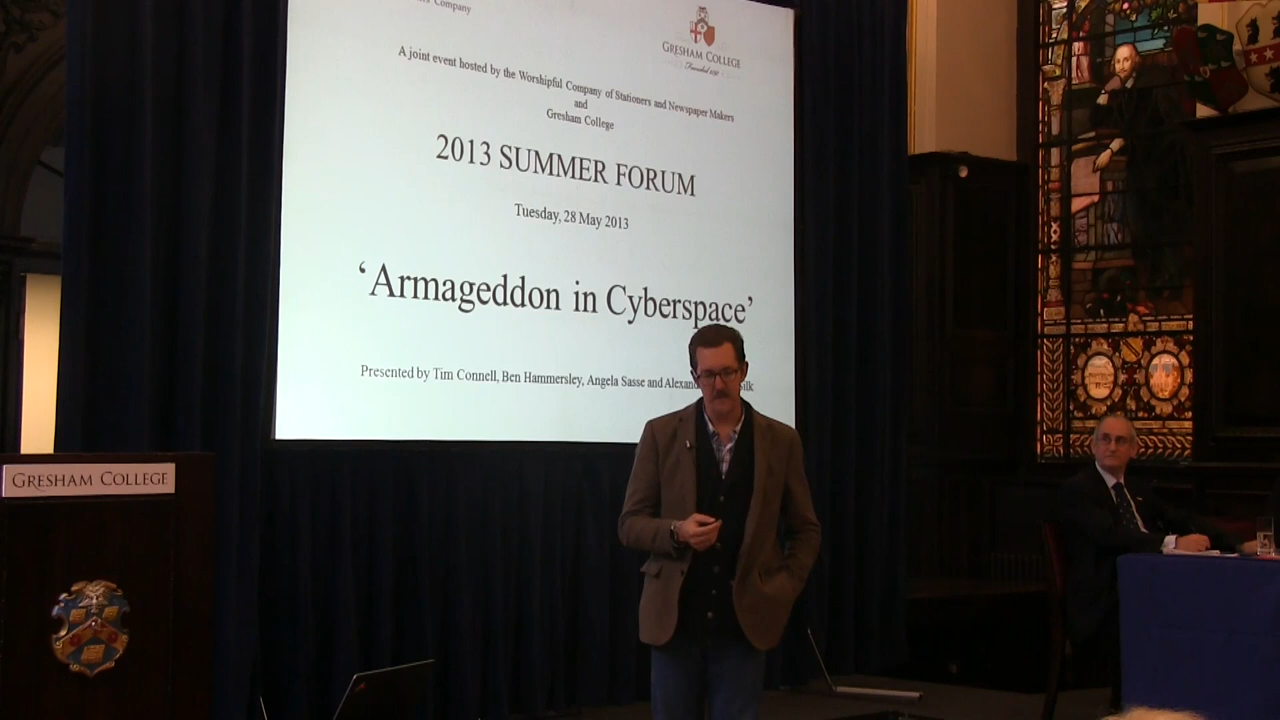 Company
GRESHAM COLLEGE
A joint event hosted by the Worshipful Company of Stationers and Newspaper Makers
and
Gresham College
2013 SUMMER FORUM
Tuesday, 28 May 2013
‘Armageddon in Cyberspace’
Presented by Tim Connell, Ben Hammersley, Angela Sasse and
GRESHAM COLLEGE